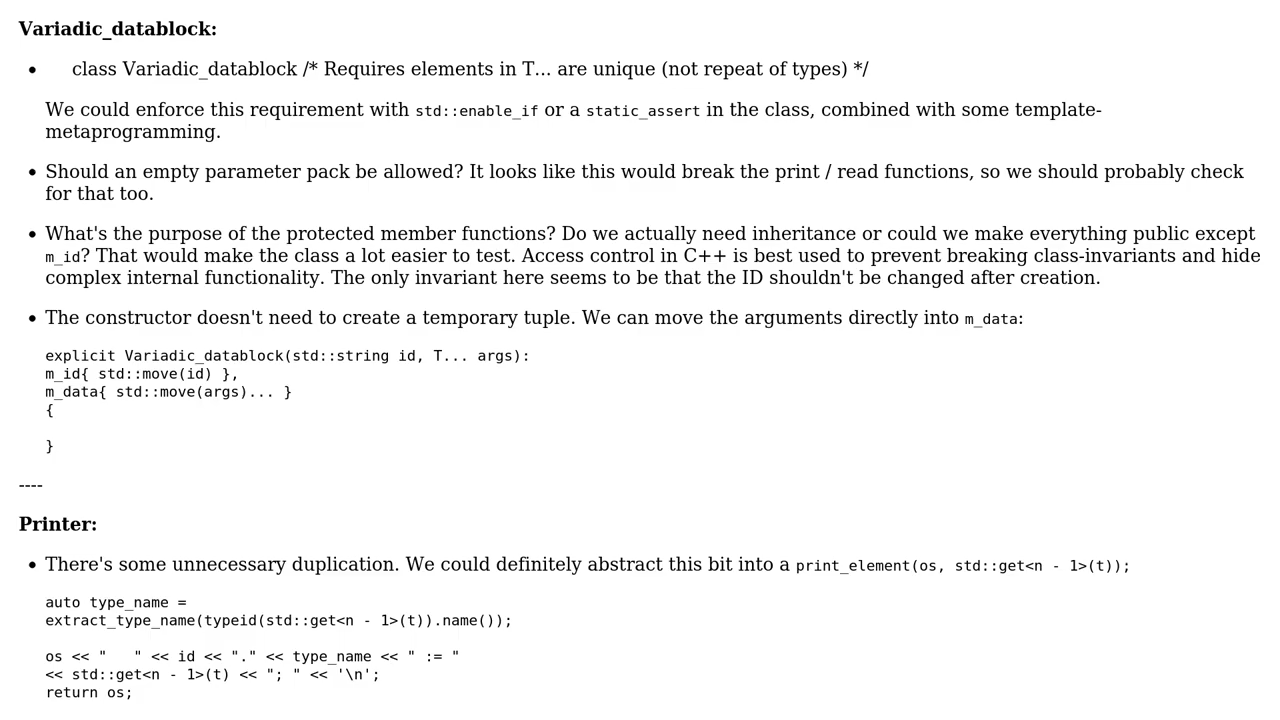 Variadic_datablock:
• class Variadic_datablock /* Requires elements in T... are unique (not repeat of types) */
We could enforce this requirement with std::enable_if or a static_assert in the class, combined with some template-
metaprogramming.
• Should an empty parameter pack be allowed? It looks like this would break the print / read functions, so we should probably check
for that too.
• What's the purpose of the protected member functions? Do we actually need inheritance or could we make everything public except
m_id? That would make the class a lot easier to test. Access control in C++ is best used to prevent breaking class-invariants and hide
complex internal functionality. The only invariant here seems to be that the ID shouldn't be changed after creation.
• The constructor doesn't need to create a temporary tuple. We can move the arguments directly into m_data:
explicit Variadic_datablock(std::string id, T... args):
m_id{ std::move(id) },
m_data{ std::move(args)... }
{
}
----
Printer:
• There's some unnecessary duplication. We could definitely abstract this bit into a print_element(os, std::get<n - 1>(t));
auto type_name =
extract_type_name(typeid(std::get<n - 1>(t)).name());
os << "   " << id << "." << type_name << " := "
<< std::get<n - 1>(t) << "; " << '\n';
return os;